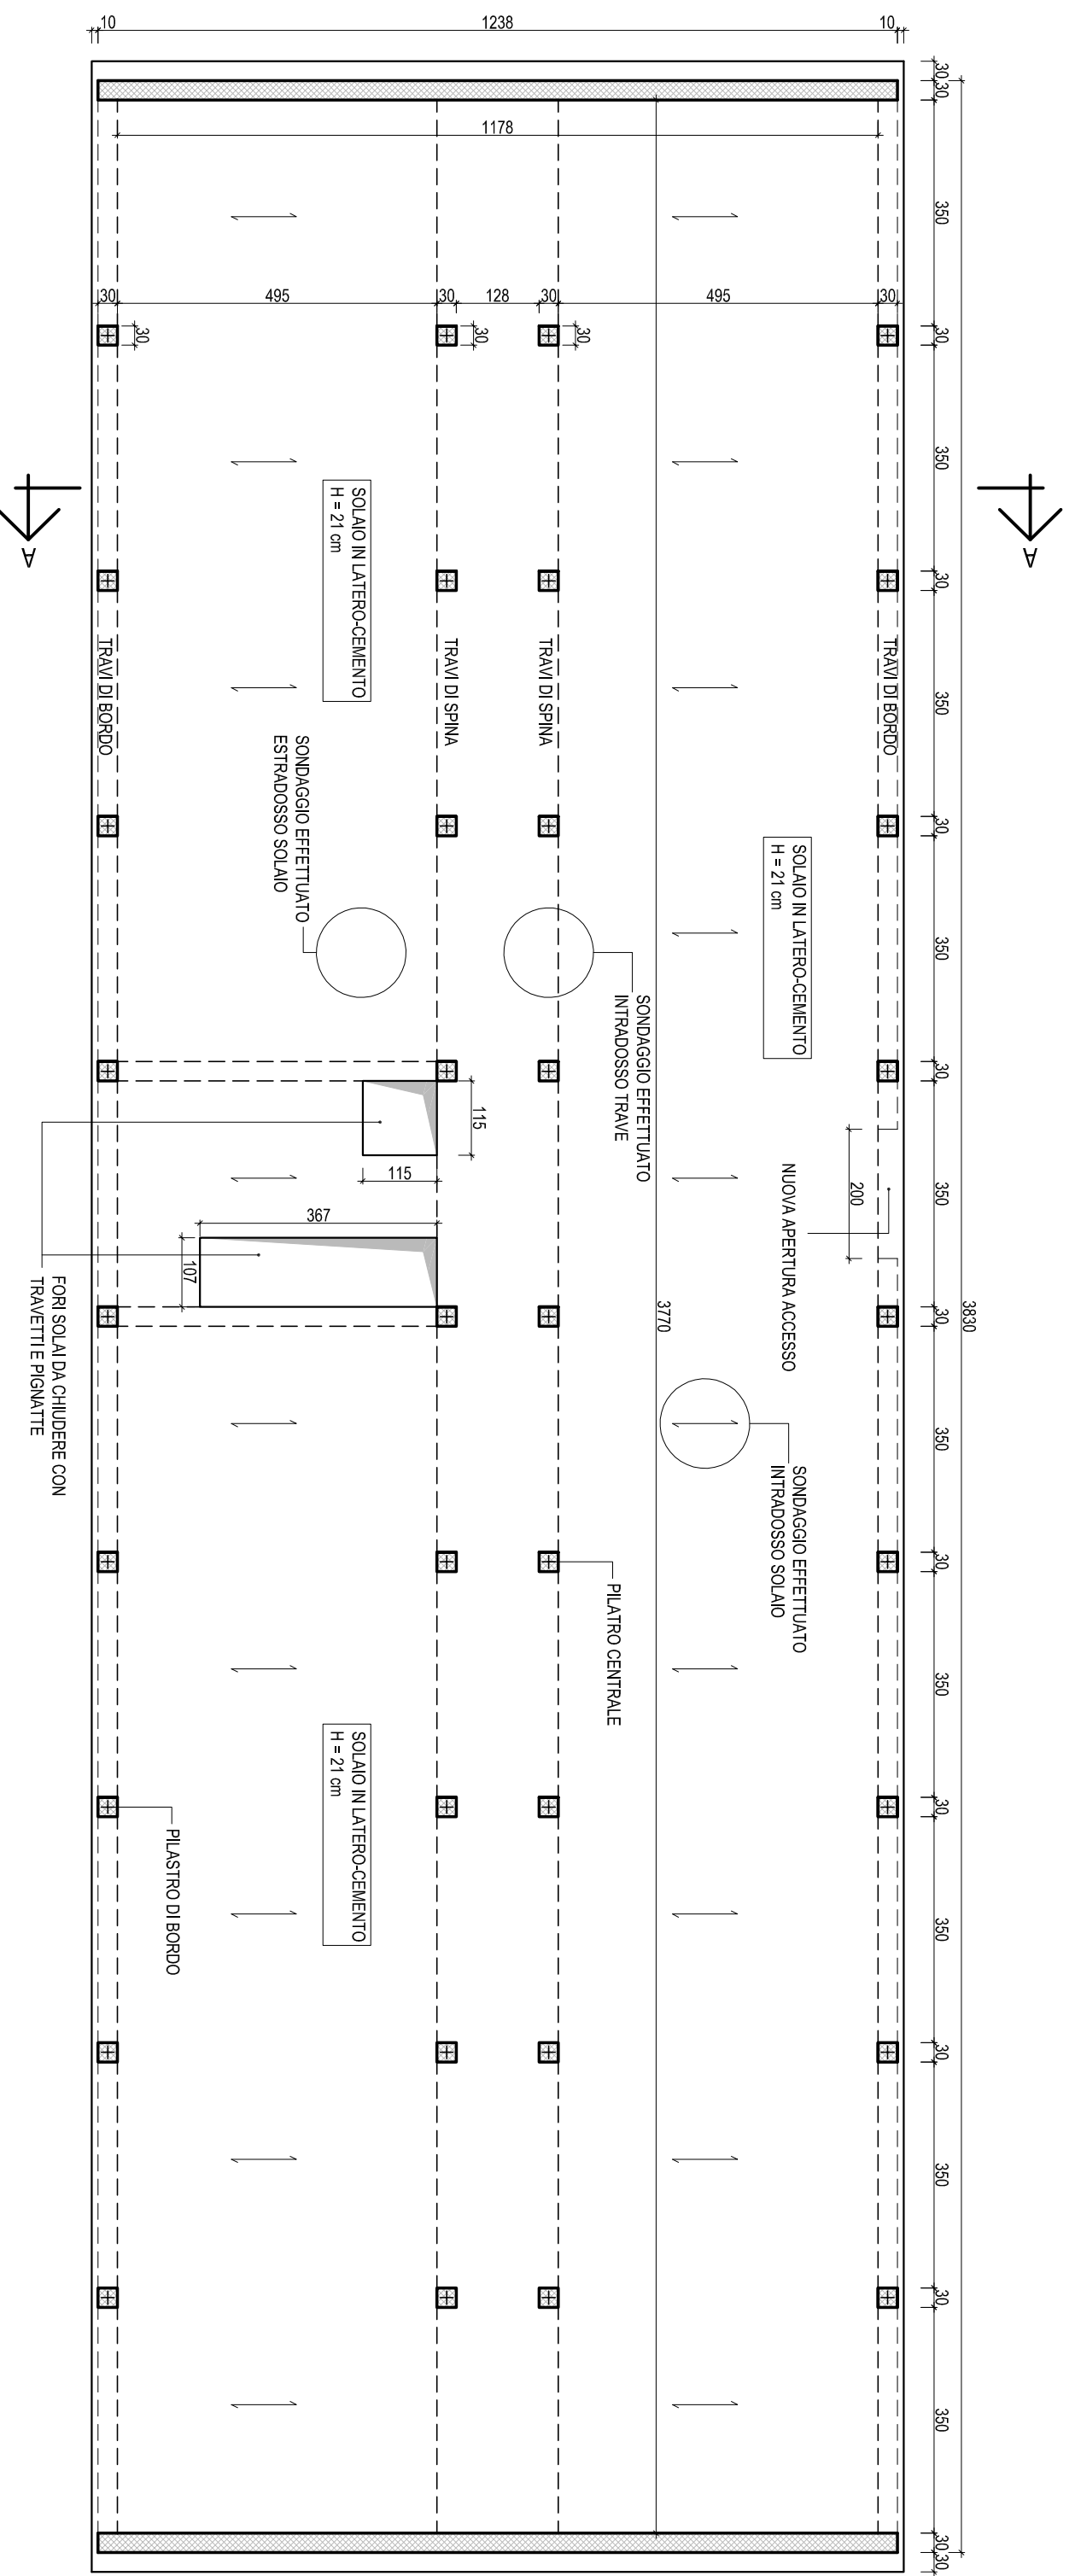 10
1238
10
30
30
1178
350
30
495
30
128
30
495
30
30
30
30
30
350
A
A
SOLAIO IN LATERO-CEMENTO
H = 21 cm
30
TRAVI DI BORDO
TRAVI DI SPINA
TRAVI DI SPINA
TRAVI DI BORDO
350
SONDAGGIO EFFETTUATO
ESTRADOSSO SOLAIO
30
SOLAIO IN LATERO-CEMENTO
H = 21 cm
350
SONDAGGIO EFFETTUATO
INTRADOSSO TRAVE
30
115
115
NUOVA APERTURA ACCESSO
200
350
367
107
FORI SOLAI DA CHIUDERE CON
TRAVETTI E PIGNATTE
3770
3830
30
350
SONDAGGIO EFFETTUATO
INTRADOSSO SOLAIO
30
PILATRO CENTRALE
350
SOLAIO IN LATERO-CEMENTO
H = 21 cm
30
PILASTRO DI BORDO
350
30
350
30
350
30
30